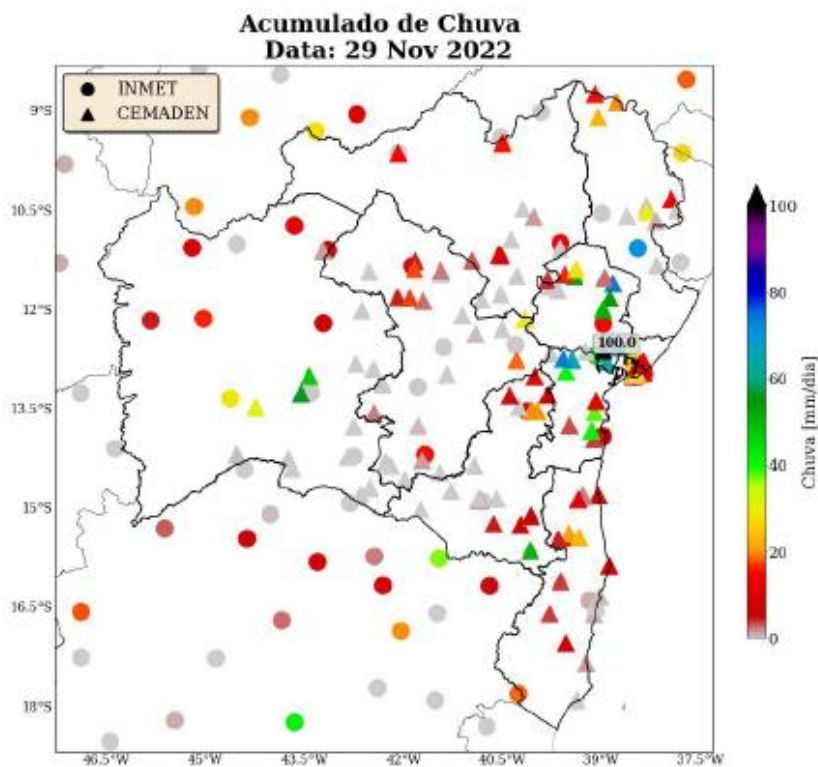 Acumulado de Chuva
Data: 29 Nov 2022
INMET
CEMADEN
9°S
10.5°S
12°S
13.5°S
15°S
16.5°S
18°S
46.5°W
45°W
43.5°W
42°W
40.5°W
39°W
37.5°W
100.0
100
80
60
40
20
0
Chuva [mm/dia]